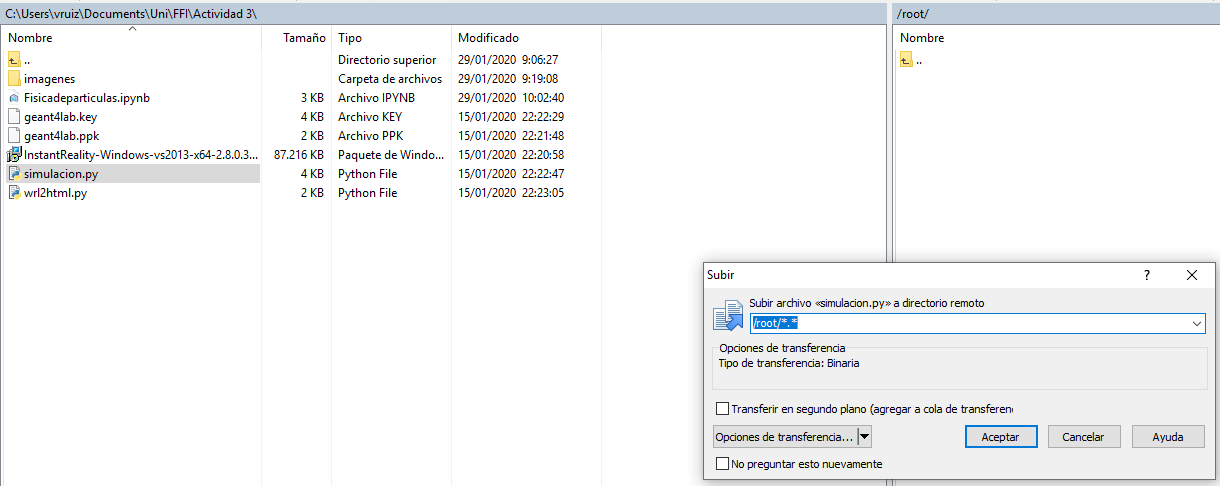 C:\Users\vruiz\Documents\Uni\FFI\Actividad 3\
Nombre Tamaño Tipo Modificado
.. Directorio superior 29/01/2020 9:06:27
imagenes Carpeta de archivos 29/01/2020 9:19:08
Fisicadeparticulas.ipynb 3 KB Archivo IPYNB 29/01/2020 10:02:40
geant4lab.key 4 KB Archivo KEY 15/01/2020 22:22:29
geant4lab.ppk 2 KB Archivo PPK 15/01/2020 22:21:48
InstantReality-Windows-vs2013-x64-2.8.0.3... 87.216 KB Paquete de Windo... 15/01/2020 22:20:58
simulacion.py 4 KB Python File 15/01/2020 22:22:47
wrl2html.py 2 KB Python File 15/01/2020 22:23:05
/root/
Nombre
..
Subir ?
Subir archivo «simulacion.py» a directorio remoto
/root/*.*
Opciones de transferencia
Tipo de transferencia: Binaria
Transferir en segundo plano (agregar a cola de transferen
Opciones de transferencia... Aceptar Cancelar Ayuda
No preguntar esto nuevamente